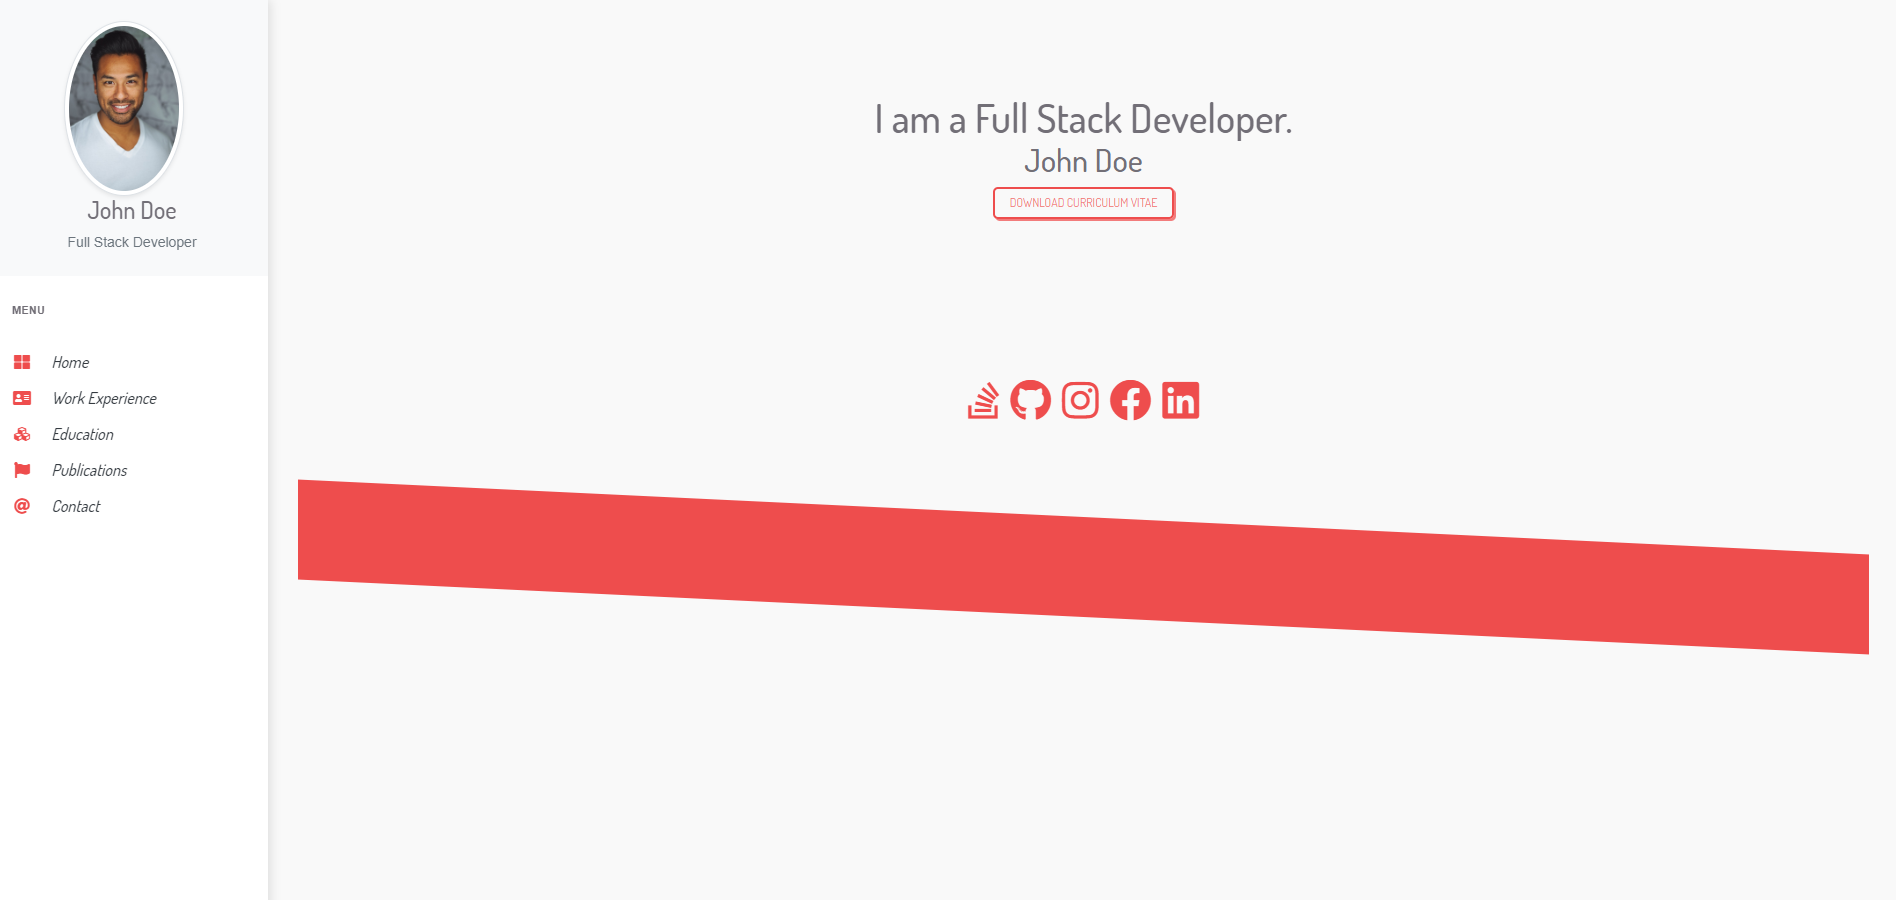 John Doe
Full Stack Developer
MENU
Home
Work Experience
Education
Publications
Contact
I am a Full Stack Developer.
John Doe
DOWNLOAD CURRICULUM VITAE